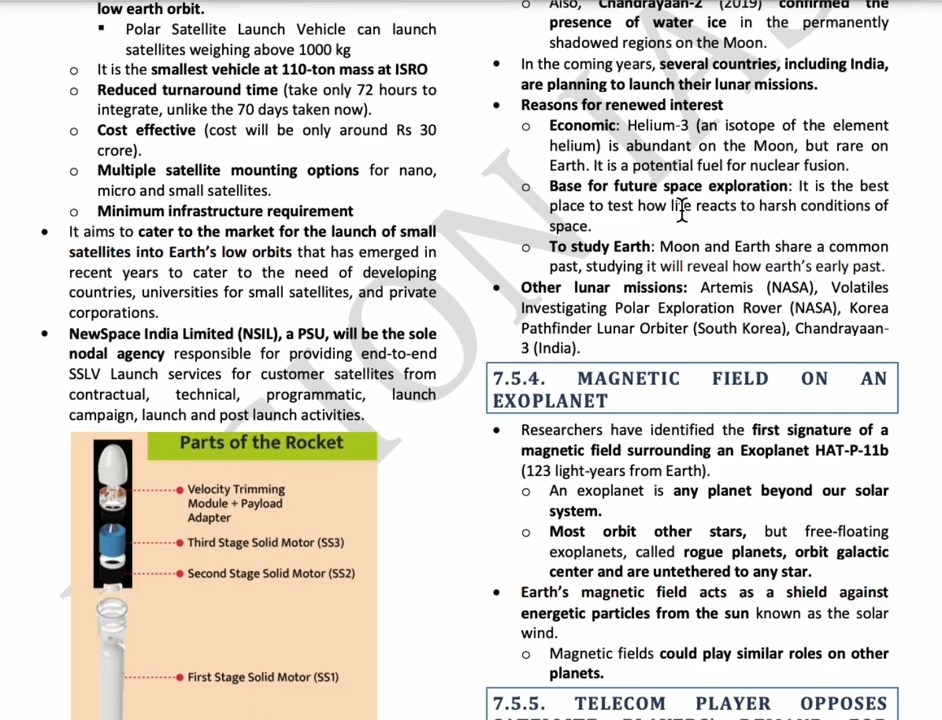 low earth orbit.
▪ Polar Satellite Launch Vehicle can launch
satellites weighing above 1000 kg
o It is the smallest vehicle at 110-ton mass at ISRO
o Reduced turnaround time (take only 72 hours to
integrate, unlike the 70 days taken now).
o Cost effective (cost will be only around Rs 30
crore).
o Multiple satellite mounting options for nano,
micro and small satellites.
o Minimum infrastructure requirement
• It aims to cater to the market for the launch of small
satellites into Earth's low orbits that has emerged in
recent years to cater to the need of developing
countries, universities for small satellites, and private
corporations.
• NewSpace India Limited (NSIL), a PSU, will be the sole
nodal agency responsible for providing end-to-end
SSLV Launch services for customer satellites from
contractual, technical, programmatic, launch
campaign, launch and post launch activities.
Parts of the Rocket
Velocity Trimming
Module + Payload
Adapter
Third Stage Solid Motor (SS3)
Second Stage Solid Motor (SS2)
First Stage Solid Motor (SS1)
o Also, Chandrayaan-2 (2019) confirmed the
presence of water ice in the permanently
shadowed regions on the Moon.
• In the coming years, several countries, including India,
are planning to launch their lunar missions.
• Reasons for renewed interest
o Economic: Helium-3 (an isotope of the element
helium) is abundant on the Moon, but rare on
Earth. It is a potential fuel for nuclear fusion.
o Base for future space exploration: It is the best
place to test how life reacts to harsh conditions of
space.
o To study Earth: Moon and Earth share a common
past, studying it will reveal how earth's early past.
• Other lunar missions: Artemis (NASA), Volatiles
Investigating Polar Exploration Rover (NASA), Korea
Pathfinder Lunar Orbiter (South Korea), Chandrayaan-
3 (India).
7.5.4. MAGNETIC FIELD ON AN
EXOPLANET
• Researchers have identified the first signature of a
magnetic field surrounding an Exoplanet HAT-P-11b
(123 light-years from Earth).
o An exoplanet is any planet beyond our solar
system.
o Most orbit other stars, but free-floating
exoplanets, called rogue planets, orbit galactic
center and are untethered to any star.
• Earth's magnetic field acts as a shield against
energetic particles from the sun known as the solar
wind.
o Magnetic fields could play similar roles on other
planets.
7.5.5. TELECOM PLAYER OPPOSES
SATELLITE PLAYERS' DEMAND FOR